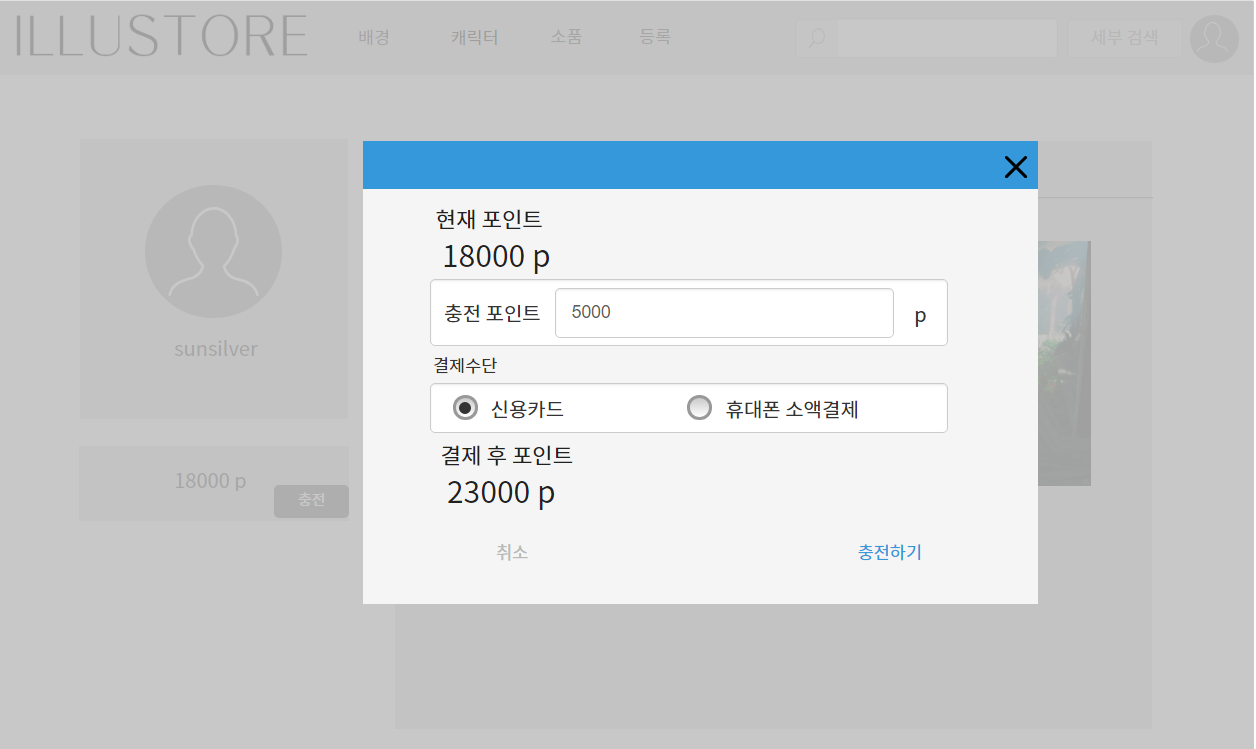 ILLUSTORE 배경 캐릭터 소품 등록 세부 검색
현재 포인트
18000 p
충전 포인트 5000 p
결제수단
신용카드 휴대폰 소액결제
결제 후 포인트
23000 p
취소 충전하기
sunsilver
18000 p
충전